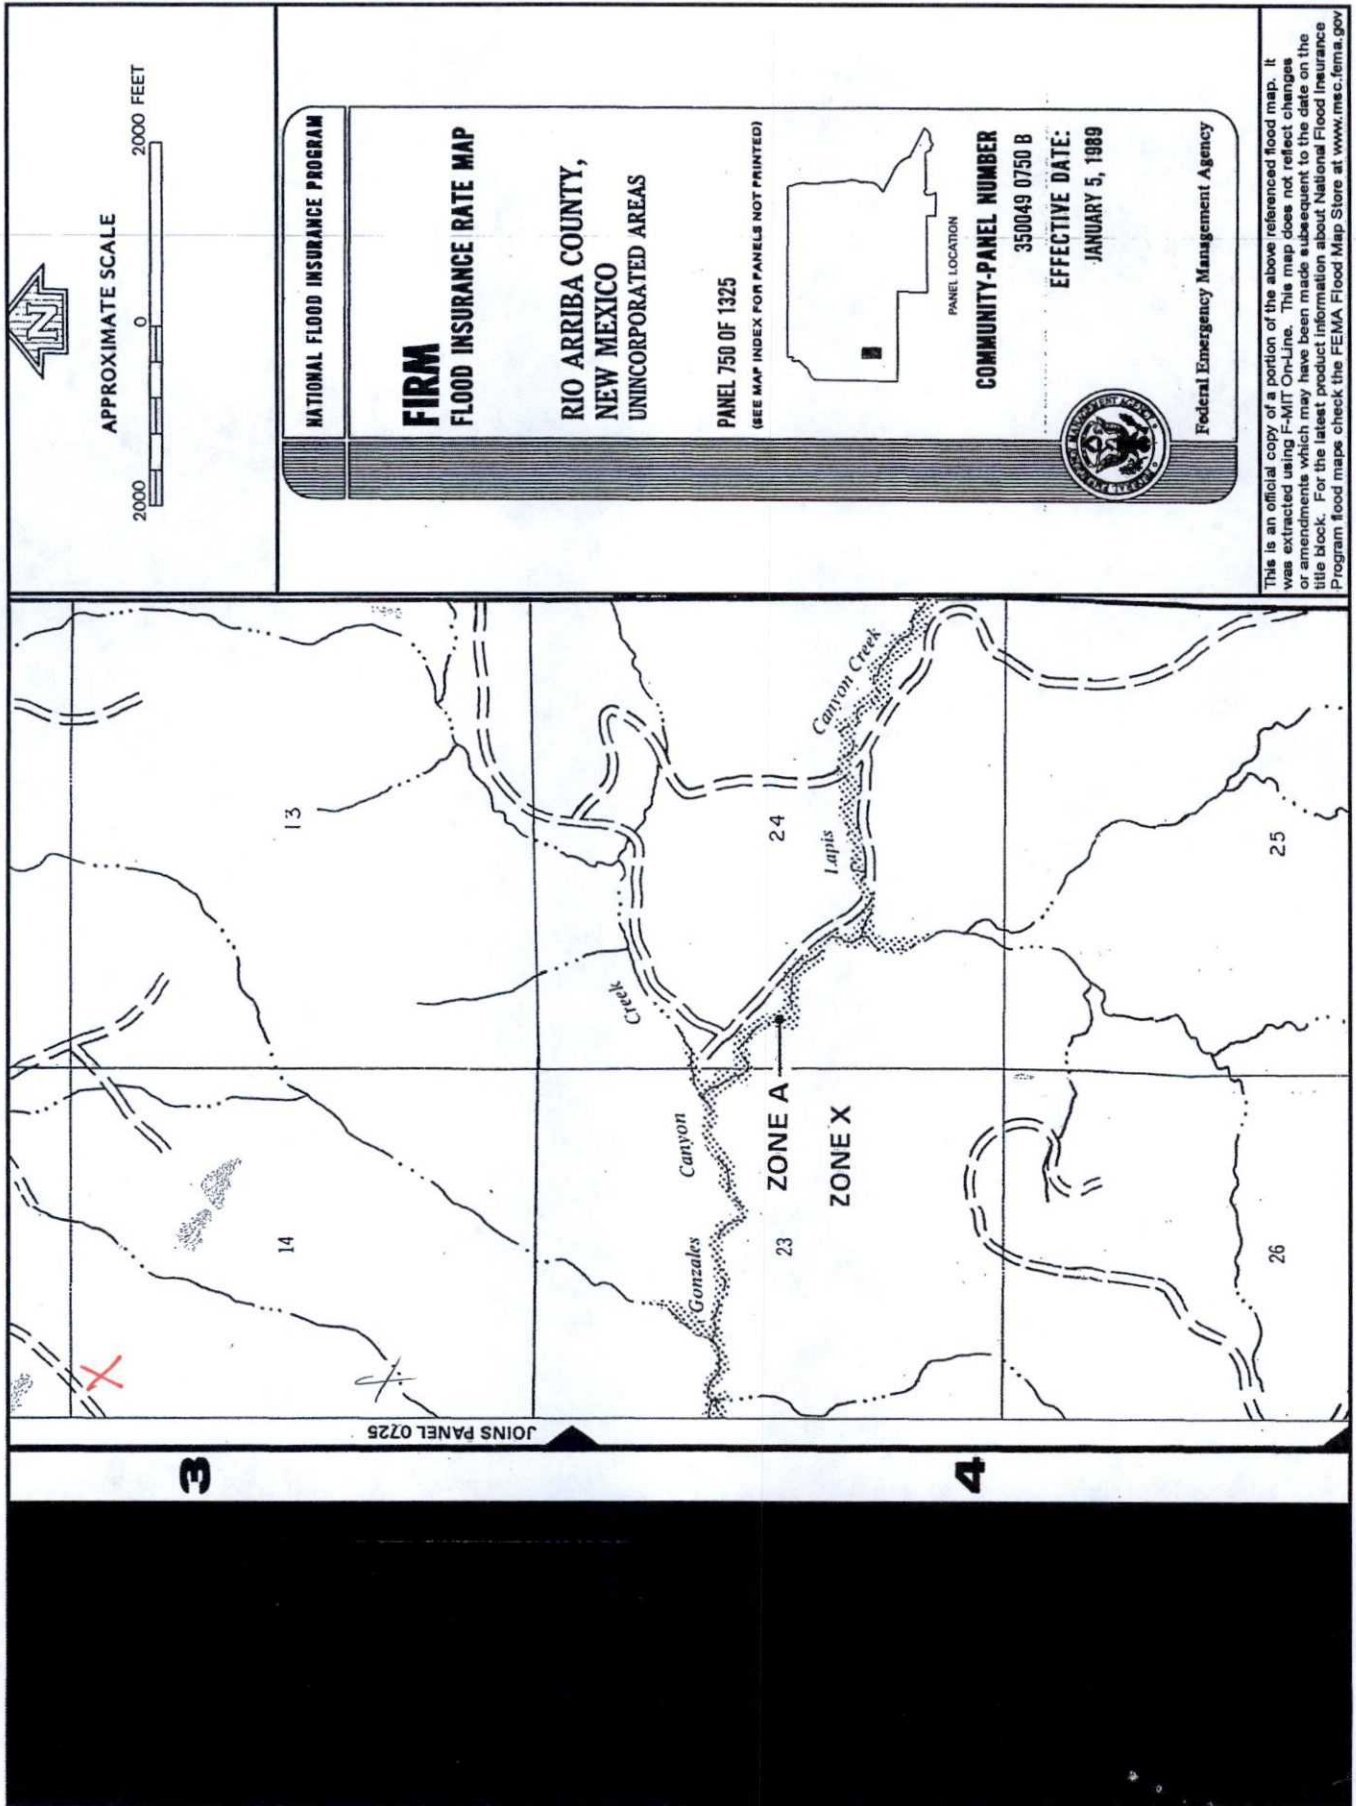 N
APPROXIMATE SCALE
2000 0 2000 FEET
NATIONAL FLOOD INSURANCE PROGRAM
FIRM
FLOOD INSURANCE RATE MAP
RIO ARRIBA COUNTY,
NEW MEXICO
UNINCORPORATED AREAS
PANEL 750 OF 1325
(SEE MAP INDEX FOR PANELS NOT PRINTED)
PANEL LOCATION
COMMUNITY-PANEL NUMBER
350049 0750 B
EFFECTIVE DATE:
JANUARY 5, 1989
Federal Emergency Management Agency
This is an official copy of a portion of the above referenced flood map. It
was extracted using F-MIT On-Line. This map does not reflect changes
or amendments which may have been made subsequent to the date on the
title block. For the latest product information about National Flood Insurance
Program flood maps check the FEMA Flood Map Store at www.msc.fema.gov
13
14
Creek
Canyon
Gonzales
24
Canyon Creek
Lapis
ZONE A
ZONE X
23
25
26
JOINS PANEL 0725
3
4